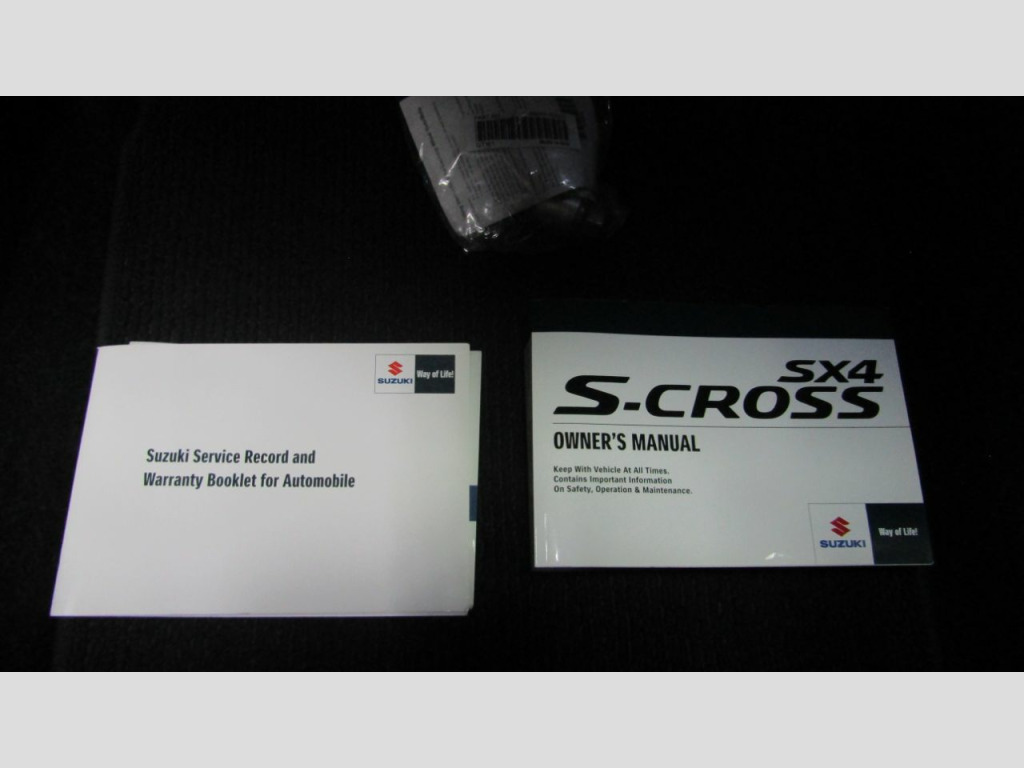 SUZUKI
Way of Life!
Suzuki Service Record and
Warranty Booklet for Automobile
SX4
S-CROSS
OWNER'S MANUAL
Keep With Vehicle At All Times.
Contains Important Information
On Safety, Operation & Maintenance.
SUZUKI
Way of Life!